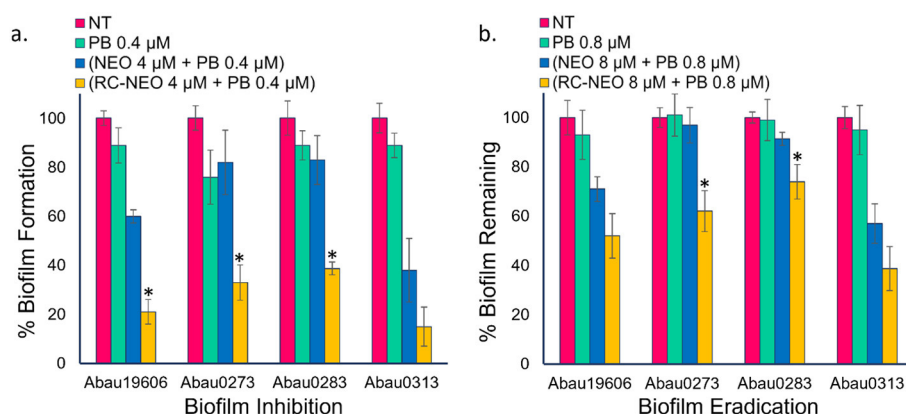 a.
NT
PB 0.4 µM
(NEO 4 µM + PB 0.4 µM)
(RC-NEO 4 µM + PB 0.4 µM)
% Biofilm Formation
100
80
60
40
20
0
* * *
Abau19606 Abau0273 Abau0283 Abau0313
Biofilm Inhibition
b.
NT
PB 0.8 µM
(NEO 8 µM + PB 0.8 µM)
(RC-NEO 8 µM + PB 0.8 µM)
% Biofilm Remaining
100
80
60
40
20
0
* *
Abau19606 Abau0273 Abau0283 Abau0313
Biofilm Eradication